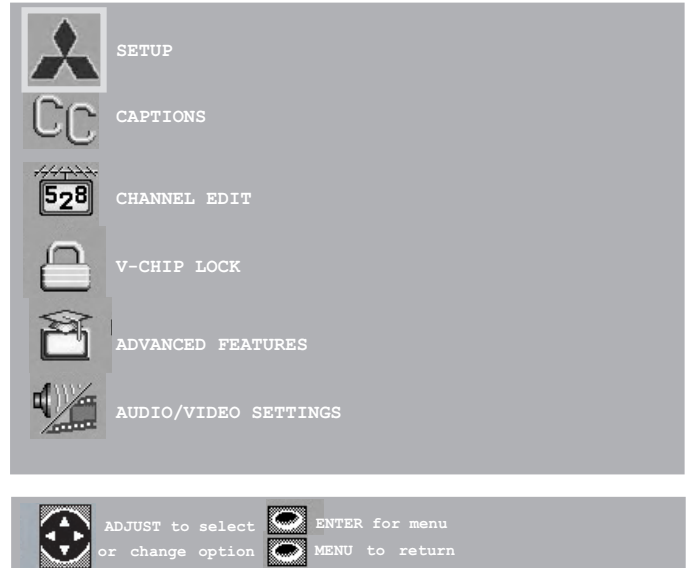 SETUP
CC
CAPTIONS
528
CHANNEL EDIT
V-CHIP LOCK
ADVANCED FEATURES
AUDIO/VIDEO SETTINGS
ADJUST to select ENTER for menu
or change option MENU to return